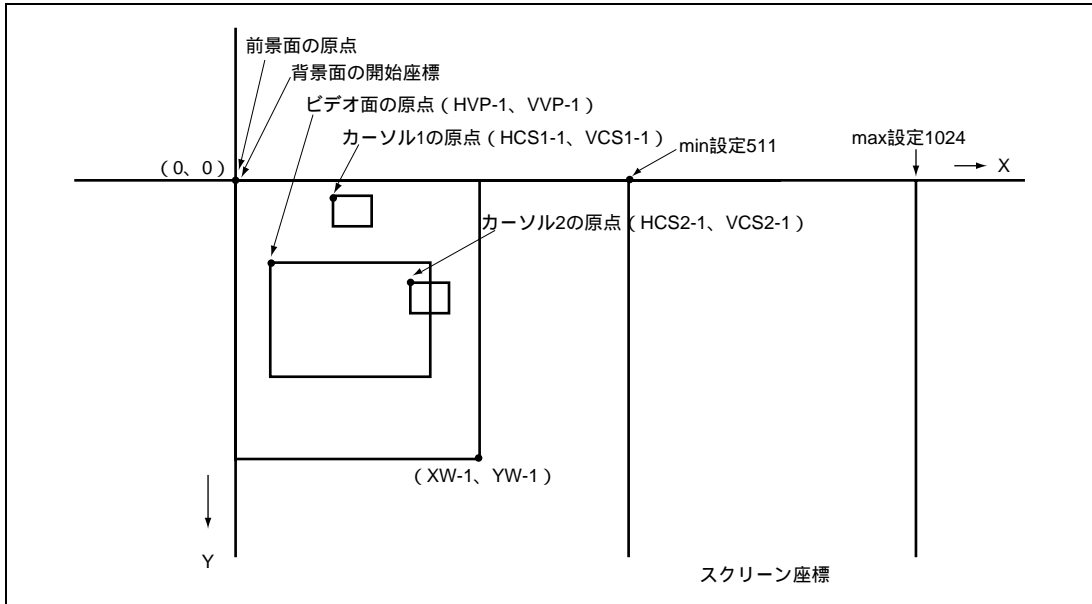 前景面の原点
背景面の開始座標
ビデオ面の原点（HVP-1、VVP-1）
カーソル1の原点（HCS1-1、VCS1-1）
min設定511
max設定1024
（0、0）
X
カーソル2の原点（HCS2-1、VCS2-1）
（XW-1、YW-1）
Y
スクリーン座標